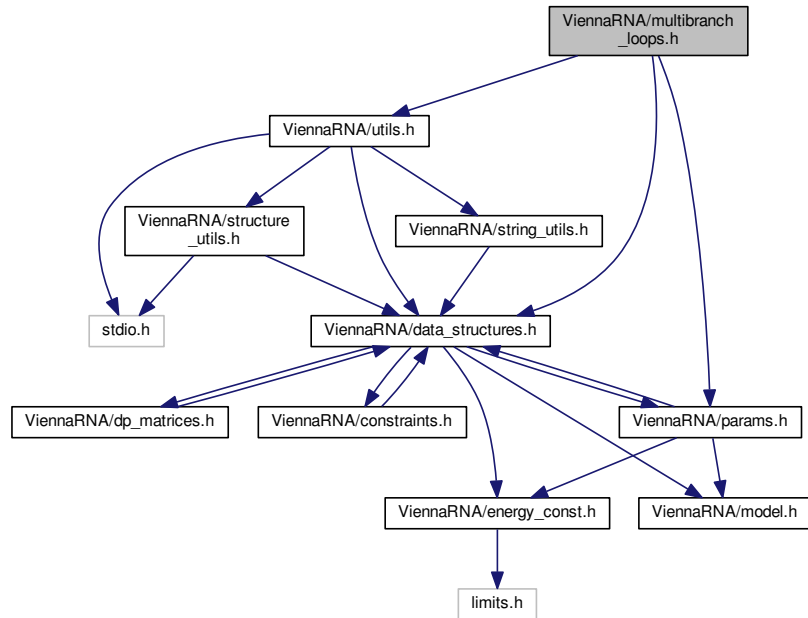 ViennaRNA/multibranch
_loops.h
ViennaRNA/utils.h
ViennaRNA/structure
_utils.h
ViennaRNA/string_utils.h
stdio.h
ViennaRNA/data_structures.h
ViennaRNA/dp_matrices.h
ViennaRNA/constraints.h
ViennaRNA/params.h
ViennaRNA/energy_const.h
ViennaRNA/model.h
limits.h